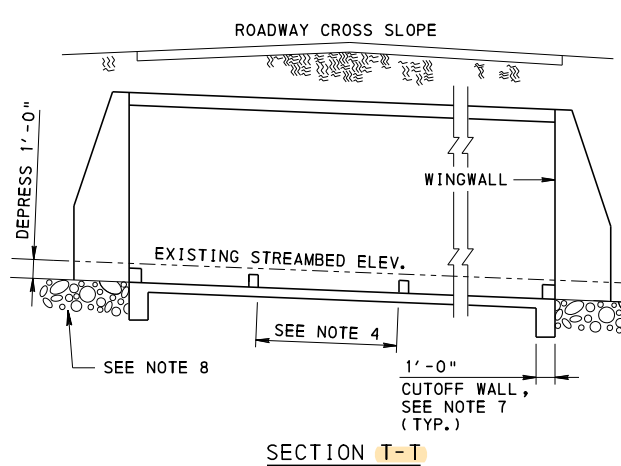 ROADWAY CROSS SLOPE
DEPRESS 1'-0"
WINGWALL
EXISTING STREAMBED ELEV.
SEE NOTE 4
SEE NOTE 8
1'-0"
CUTOFF WALL,
SEE NOTE 7
(TYP.)
SECTION T-T